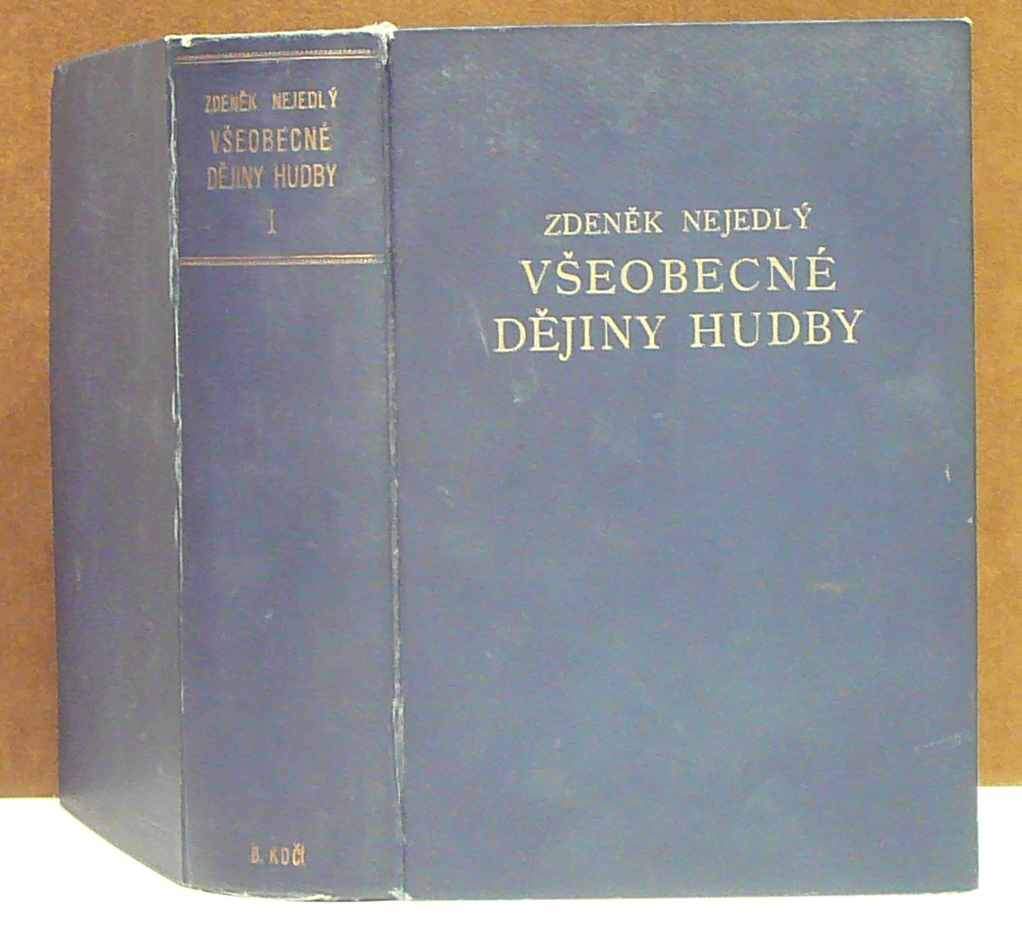 ZDENĚK NEJEDLÝ
VŠEOBECNÉ
DĚJINY HUDBY
I
B. KOČÍ
ZDENĚK NEJEDLÝ
VŠEOBECNÉ
DĚJINY HUDBY